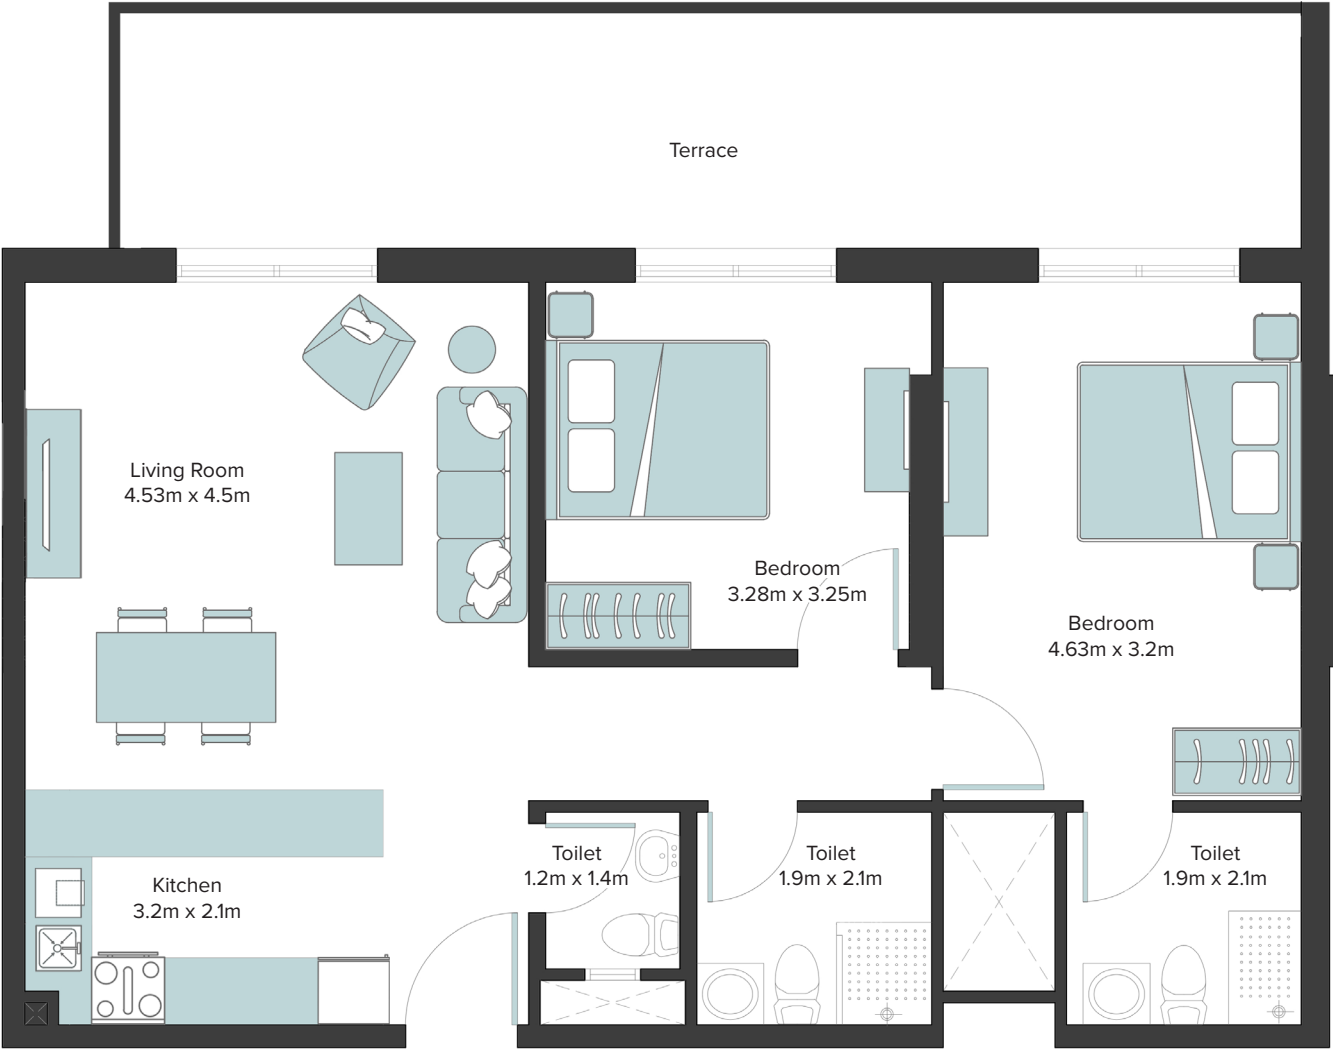 Terrace
Living Room
4.53m x 4.5m
Bedroom
3.28m x 3.25m
Bedroom
4.63m x 3.2m
Toilet
1.2m x 1.4m
Toilet
1.9m x 2.1m
Toilet
1.9m x 2.1m
Kitchen
3.2m x 2.1m